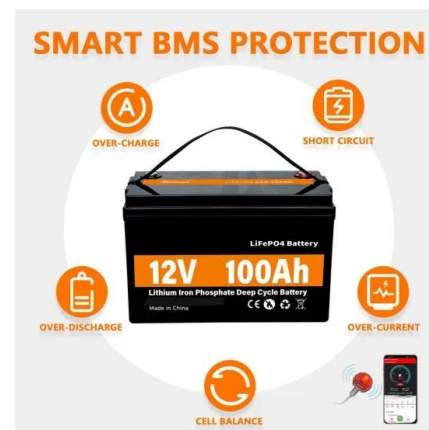 SMART BMS PROTECTION
A
OVER-CHARGE
SHORT CIRCUIT
LiFePO4 Battery
12V 100Ah
Lithium Iron Phosphate Deep Cycle Battery
Made in China
CE
OVER-DISCHARGE
OVER-CURRENT
CELL BALANCE